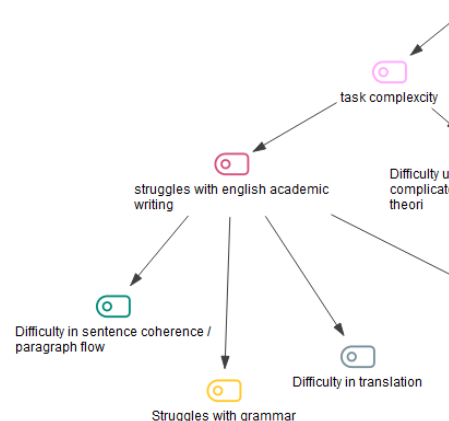 task complexcity
struggles with english academic
writing
Difficulty u
complicate
theori
Difficulty in sentence coherence /
paragraph flow
Difficulty in translation
Struggles with grammar